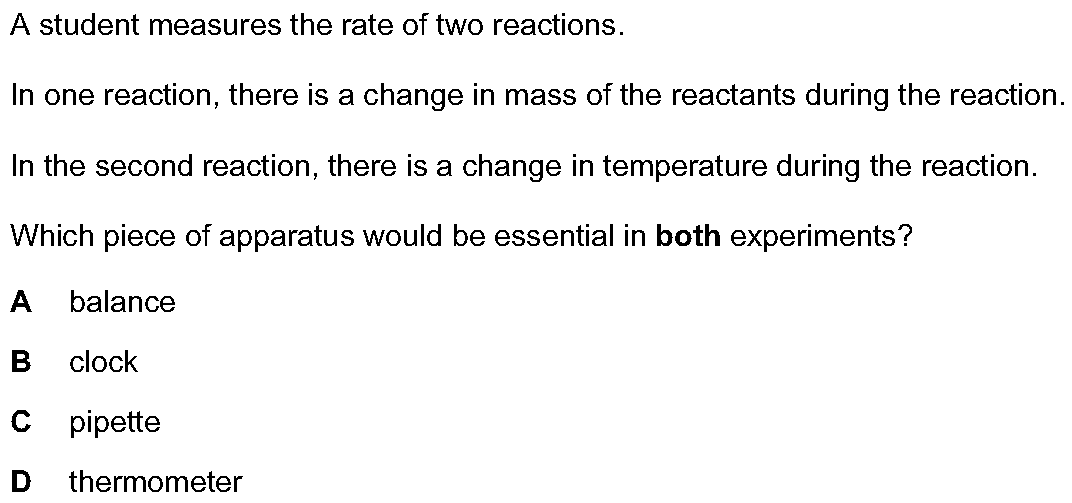 A student measures the rate of two reactions.
In one reaction, there is a change in mass of the reactants during the reaction.
In the second reaction, there is a change in temperature during the reaction.
Which piece of apparatus would be essential in both experiments?
A balance
B clock
C pipette
D thermometer